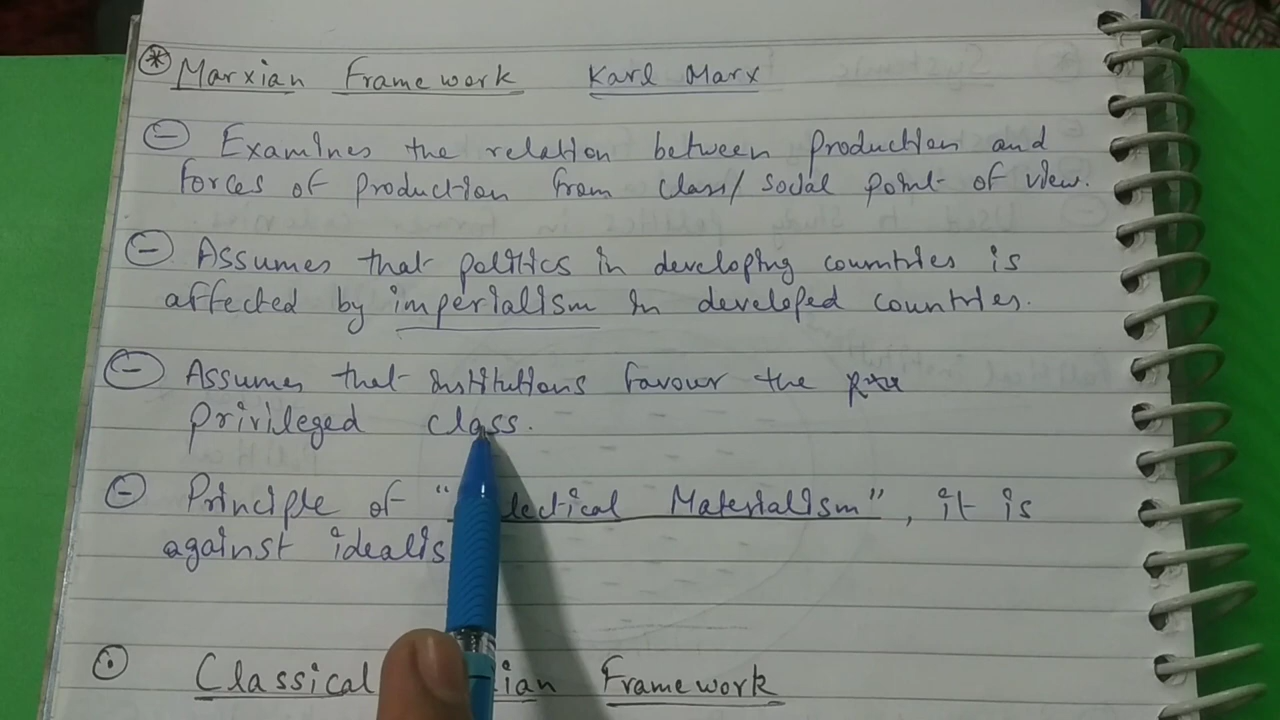 * Marxian Framework Karl Marx
- Examines the relation between production and
forces of production from class/social point of view.
- Assumes that politics in developing countries is
affected by imperialism in developed countries.
- Assumes that institutions favour the
privileged class.
- Principle of "lectical Materialism", it is
against idealis
Classical ian Framework